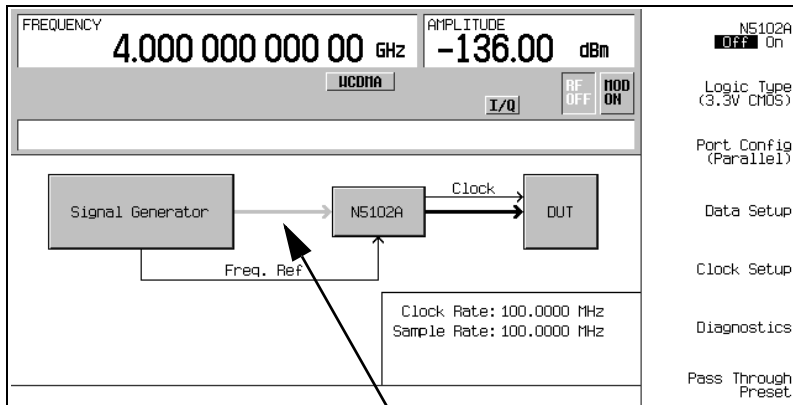 FREQUENCY
4.000 000 000 00 GHz
AMPLITUDE
-136.00 dBm
WCDMA
I/Q
RF OFF
MOD ON
Signal Generator
N5102A
Clock
DUT
Freq. Ref
Clock Rate: 100.0000 MHz
Sample Rate: 100.0000 MHz
N5102A
Off On
Logic Type
(3.3V CMOS)
Port Config
(Parallel)
Data Setup
Clock Setup
Diagnostics
Pass Through
Preset